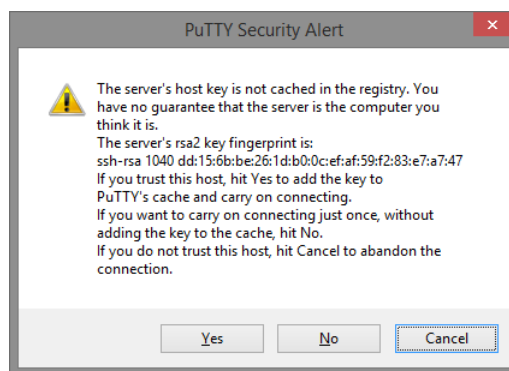 PuTTY Security Alert
The server's host key is not cached in the registry. You
have no guarantee that the server is the computer you
think it is.
The server's rsa2 key fingerprint is:
ssh-rsa 1040 dd:15:6b:be:26:1d:b0:0c:ef:af:59:f2:83:e7:a7:47
If you trust this host, hit Yes to add the key to
PuTTY's cache and carry on connecting.
If you want to carry on connecting just once, without
adding the key to the cache, hit No.
If you do not trust this host, hit Cancel to abandon the
connection.
Yes No Cancel